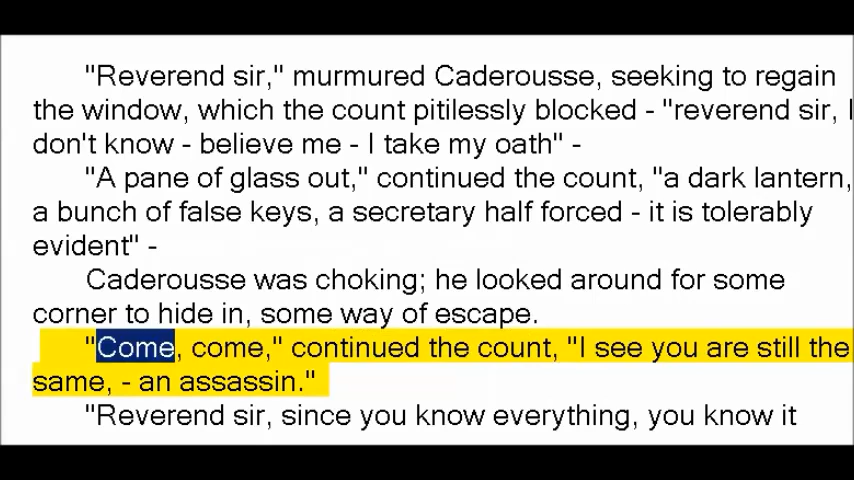 "Reverend sir," murmured Caderousse, seeking to regain
the window, which the count pitilessly blocked - "reverend sir, I
don't know - believe me - I take my oath" -
"A pane of glass out," continued the count, "a dark lantern,
a bunch of false keys, a secretary half forced - it is tolerably
evident" -
Caderousse was choking; he looked around for some
corner to hide in, some way of escape.
"Come, come," continued the count, "I see you are still the
same, - an assassin."
"Reverend sir, since you know everything, you know it